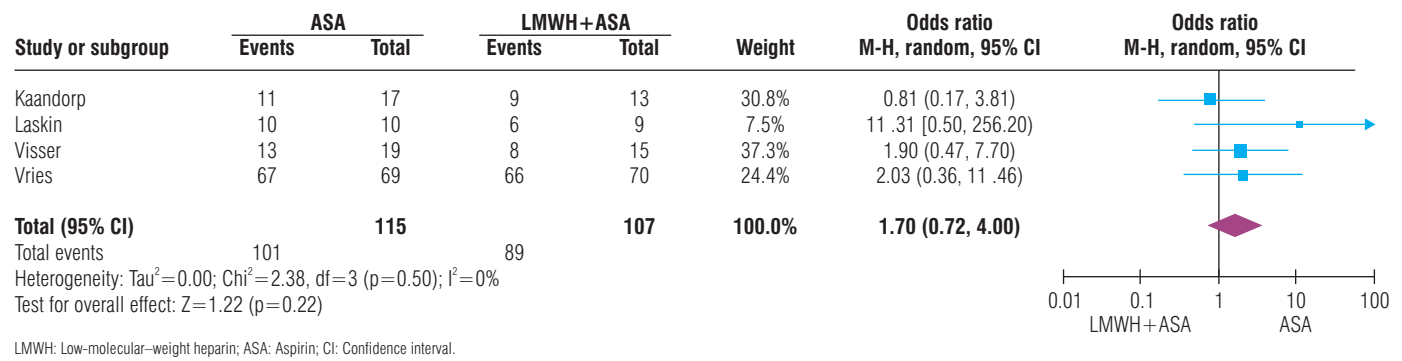 ASA LMWH+ASA Odds ratio Odds ratio
Study or subgroup Events Total Events Total Weight M-H, random, 95% CI M-H, random, 95% CI
Kaandorp 11 17 9 13 30.8% 0.81 (0.17, 3.81)
Laskin 10 10 6 9 7.5% 11 .31 [0.50, 256.20)
Visser 13 19 8 15 37.3% 1.90 (0.47, 7.70)
Vries 67 69 66 70 24.4% 2.03 (0.36, 11 .46)
Total (95% CI) 115 107 100.0% 1.70 (0.72, 4.00)
Total events 101 89
Heterogeneity: Tau²=0.00; Chi²=2.38, df=3 (p=0.50); I²=0%
Test for overall effect: Z=1.22 (p=0.22)
0.01 0.1 1 10 100
LMWH+ASA ASA
LMWH: Low-molecular–weight heparin; ASA: Aspirin; CI: Confidence interval.